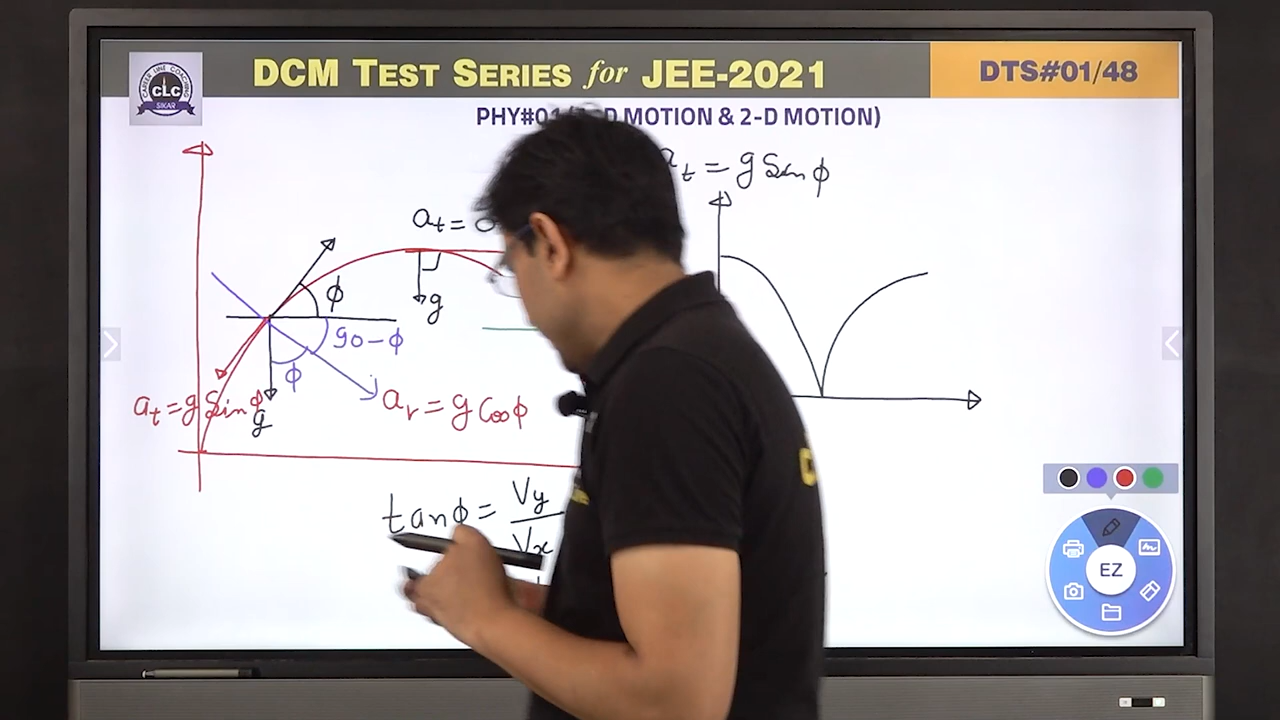 DCM TEST SERIES for JEE-2021
DTS#01/48
CAREER LINE COACHING
CLC
SIKAR
PHY#01 D MOTION & 2-D MOTION)
at = g Sin ϕ
at = 0
ϕ
g
90-ϕ
ϕ
at = g Sin ϕ
g
ar = g Cos ϕ
tan ϕ = Vy
Vx
EZ